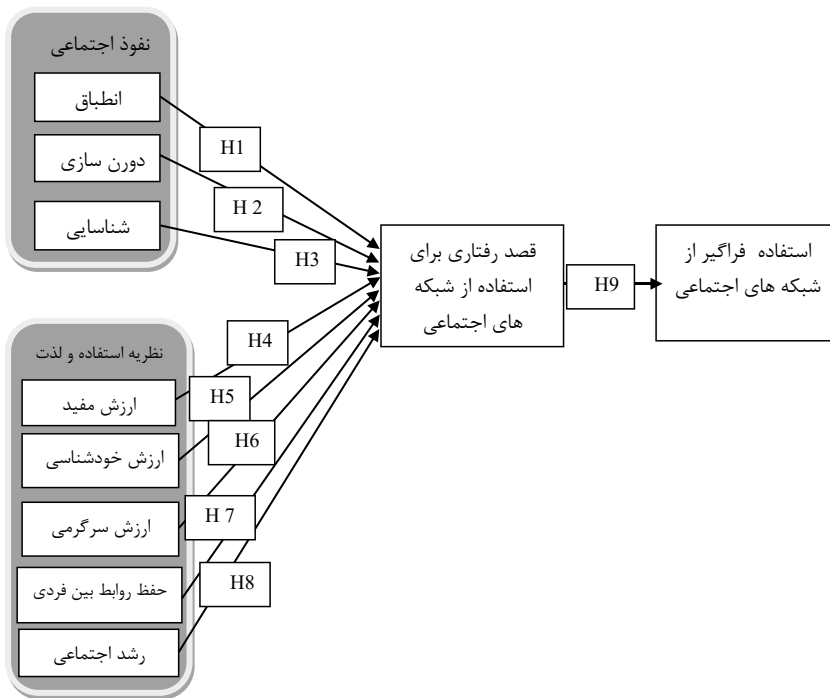 نفوذ اجتماعی
انطباق
دورن سازی
شناسایی
H1
H 2
H3
نظریه استفاده و لذت
ارزش مفید
ارزش خودشناسی
ارزش سرگرمی
حفظ روابط بین فردی
رشد اجتماعی
H4
H5
H6
H 7
H8
قصد رفتاری برای
استفاده از شبکه
های اجتماعی
H9
استفاده فراگیر از
شبکه های اجتماعی